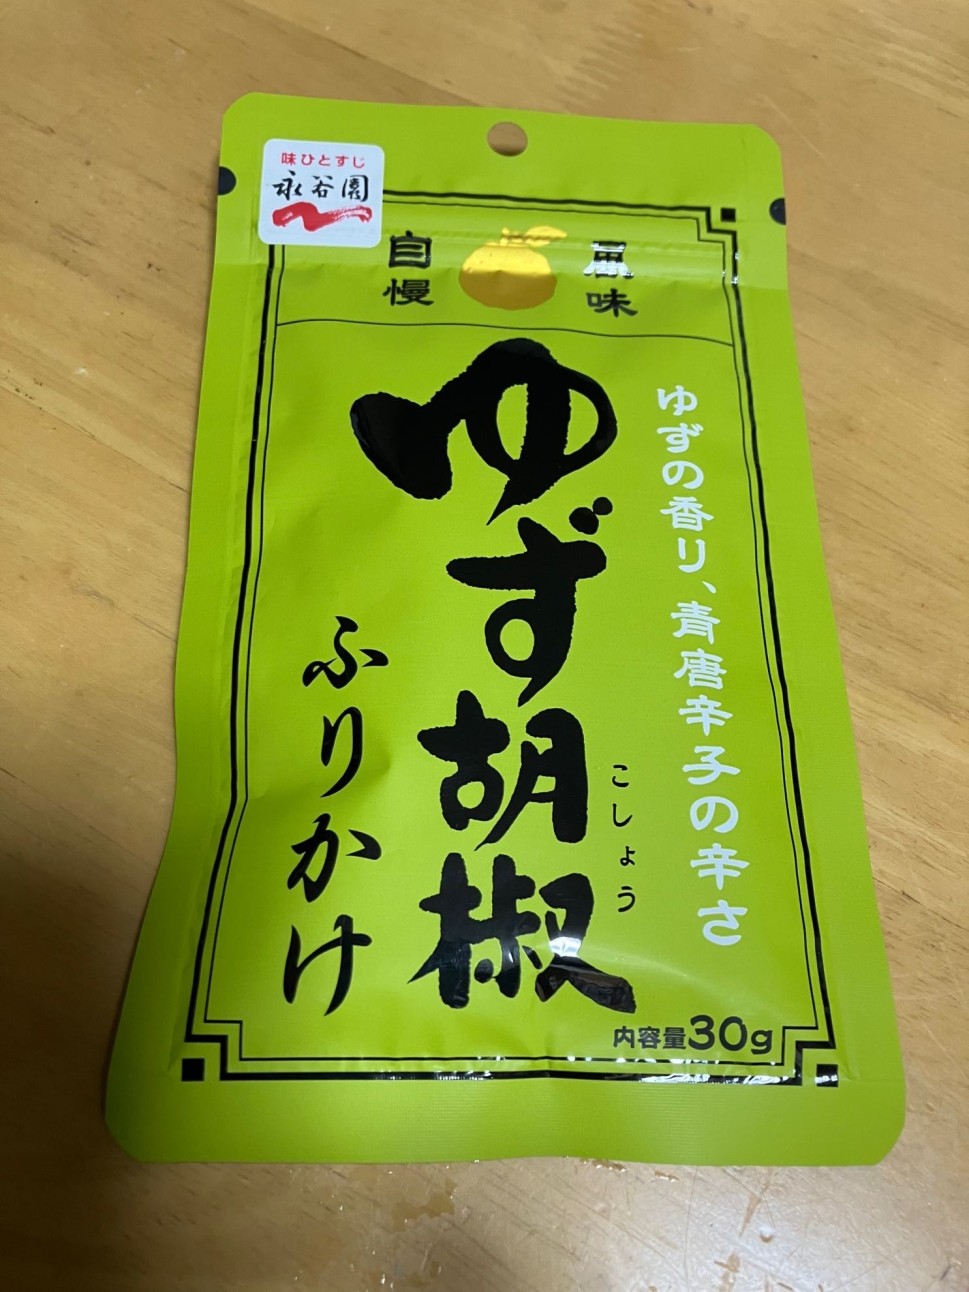 味ひとすじ
永谷園
風味
自慢
ゆずの香り、青唐辛子の辛さ
ゆず胡椒
こしょう
ふりかけ
内容量30g